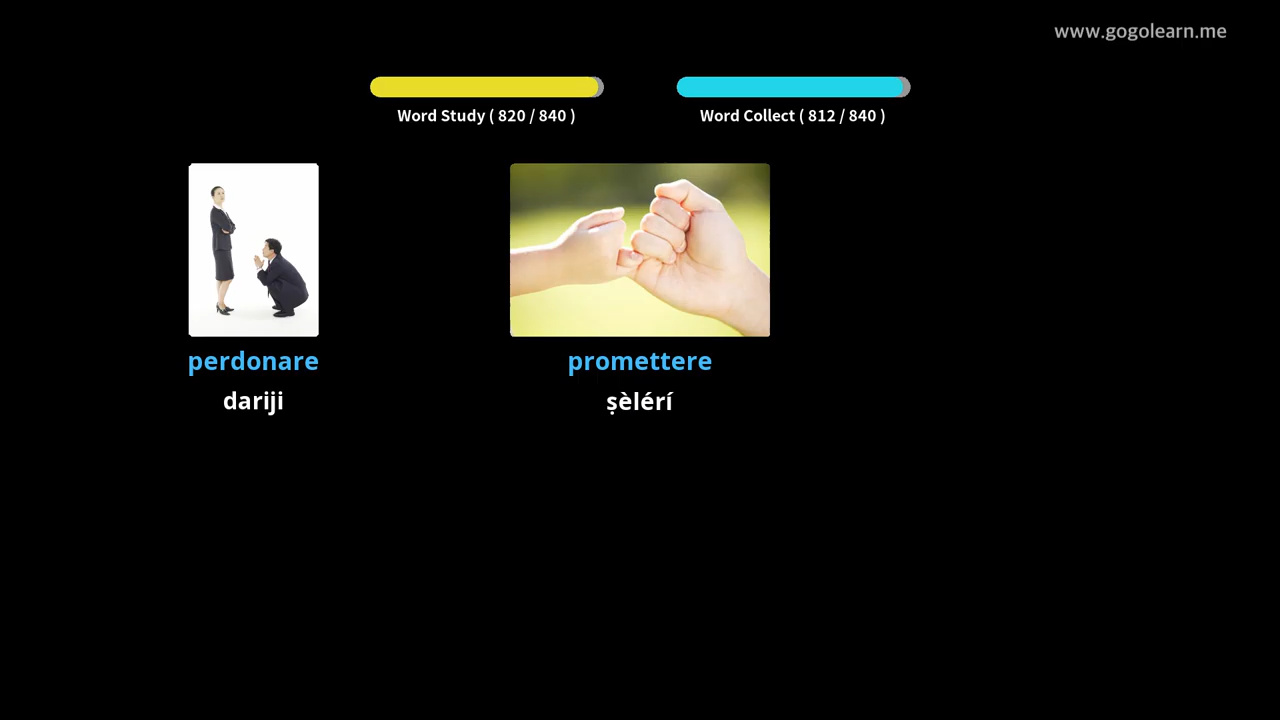 www.gogolearn.me
Word Study ( 820 / 840 )
Word Collect ( 812 / 840 )
perdonare
promettere
dariji
ṣèlérí